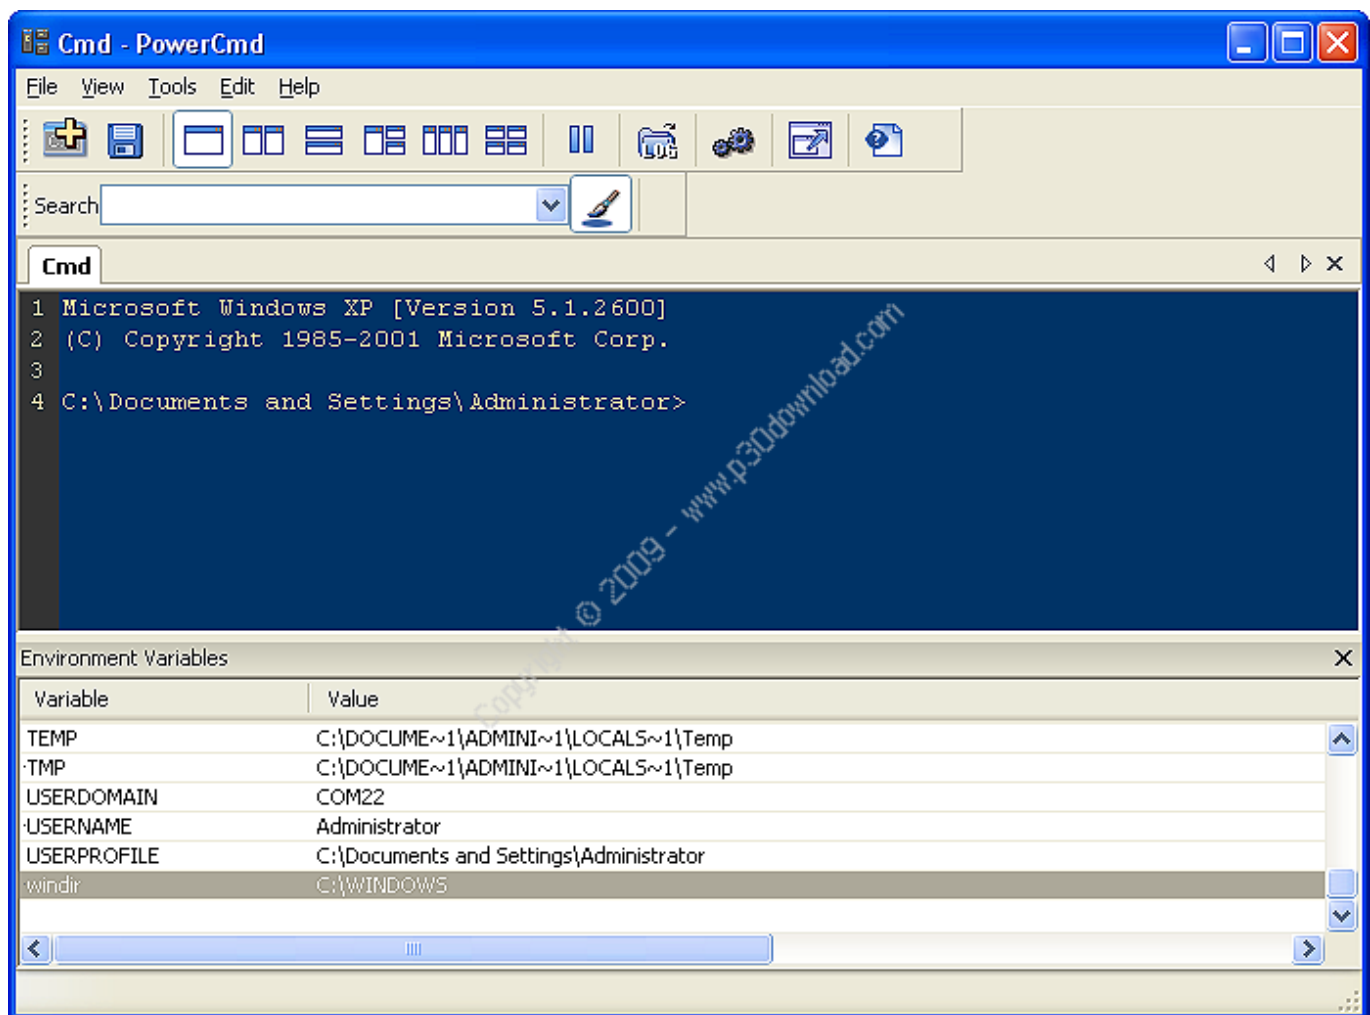 Cmd - PowerCmd
File View Tools Edit Help
LOG
Search
Cmd
1 Microsoft Windows XP [Version 5.1.2600]
2 (C) Copyright 1985-2001 Microsoft Corp.
3
4 C:\Documents and Settings\Administrator>
Copyright © 2009 - www.p30download.com
Environment Variables
Variable Value
TEMP C:\DOCUME~1\ADMINI~1\LOCALS~1\Temp
TMP C:\DOCUME~1\ADMINI~1\LOCALS~1\Temp
USERDOMAIN COM22
USERNAME Administrator
USERPROFILE C:\Documents and Settings\Administrator
windir C:\WINDOWS